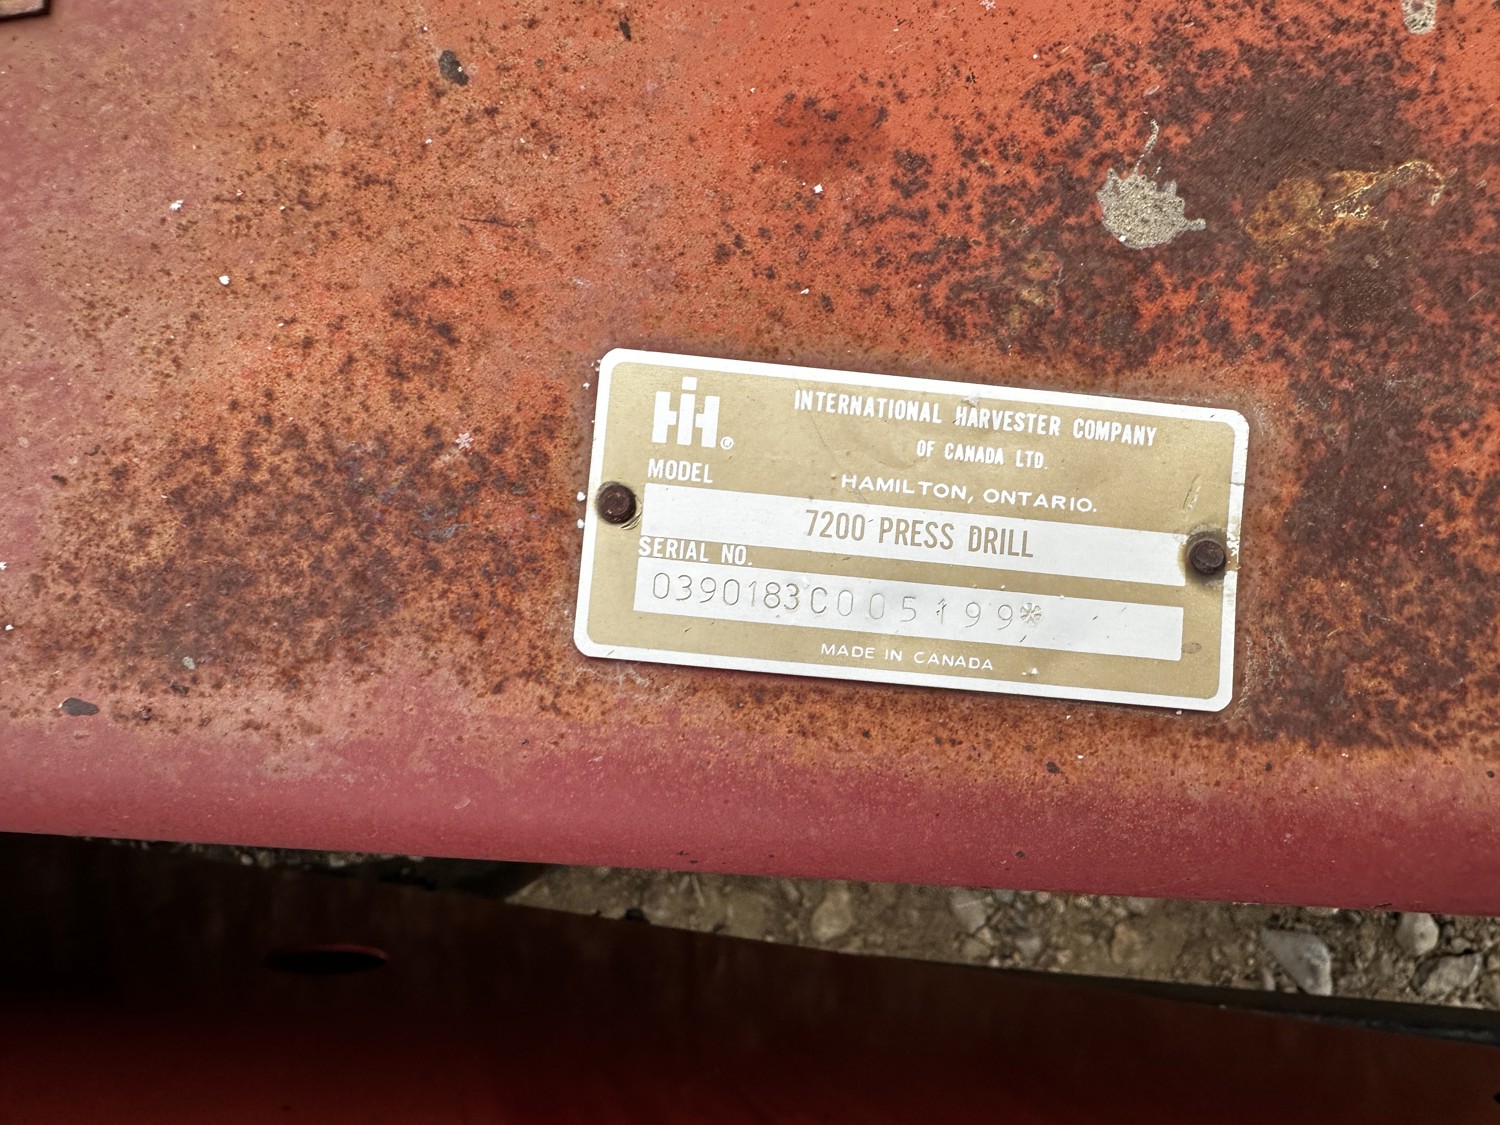 IH®
INTERNATIONAL HARVESTER COMPANY
OF CANADA LTD.
HAMILTON, ONTARIO.
MODEL
7200 PRESS DRILL
SERIAL NO.
0390183C005199*
MADE IN CANADA